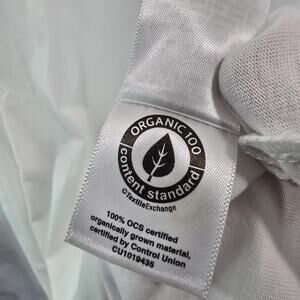 ORGANIC 100
content standard
©TextileExchange
100% OCS certified
organically grown material,
certified by Control Union
CU1019436